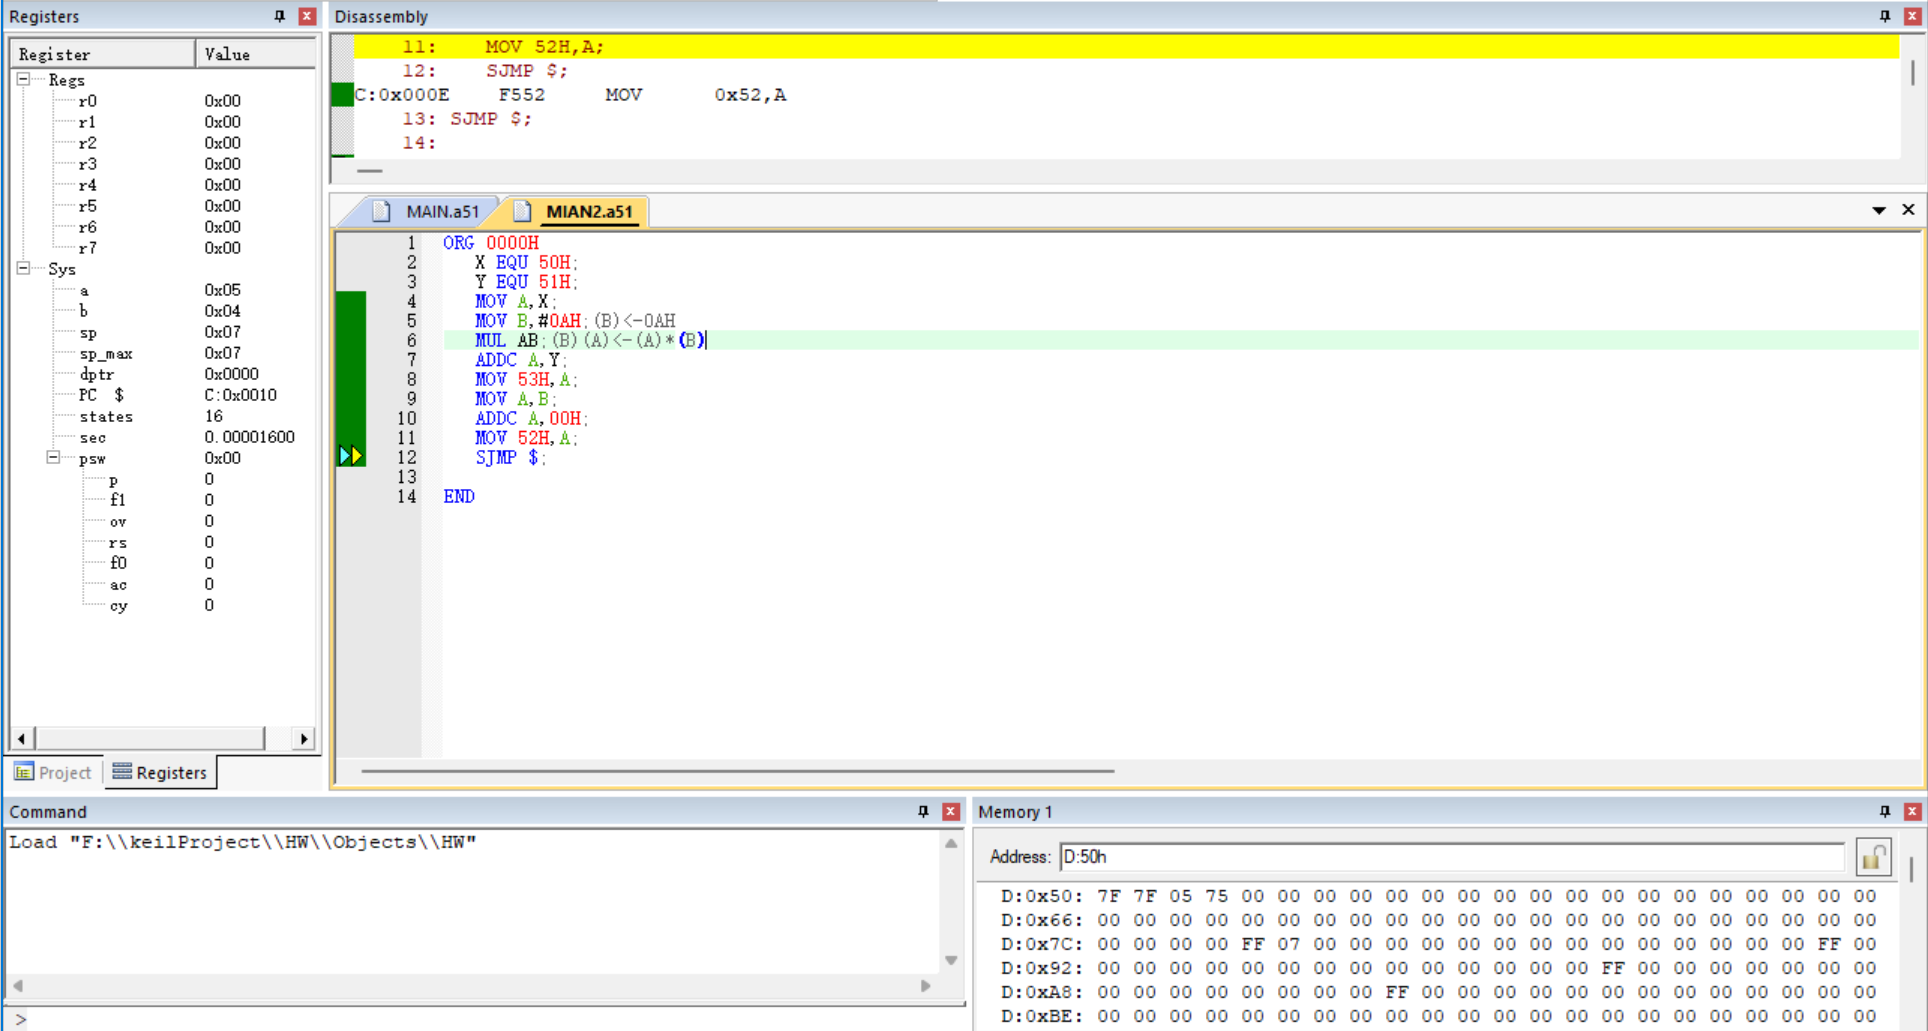 Registers
Register Value
Regs
r0 0x00
r1 0x00
r2 0x00
r3 0x00
r4 0x00
r5 0x00
r6 0x00
r7 0x00
Sys
a 0x05
b 0x04
sp 0x07
sp_max 0x07
dptr 0x0000
PC $ C:0x0010
states 16
sec 0.00001600
psw 0x00
p 0
f1 0
ov 0
rs 0
f0 0
ac 0
cy 0
Project Registers
Disassembly
11: MOV 52H,A;
12: SJMP $;
C:0x000E F552 MOV 0x52,A
13: SJMP $;
14:
MAIN.a51 MIAN2.a51
1 ORG 0000H
2 X EQU 50H;
3 Y EQU 51H;
4 MOV A,X;
5 MOV B,#0AH;(B)<-0AH
6 MUL AB;(B)(A)<-(A)*(B)
7 ADDC A,Y;
8 MOV 53H,A;
9 MOV A,B;
10 ADDC A,00H;
11 MOV 52H,A;
12 SJMP $;
13
14 END
Command
Load "F:\\keilProject\\HW\\Objects\\HW"
>
Memory 1
Address: D:50h
D:0x50: 7F 7F 05 75 00 00 00 00 00 00 00 00 00 00 00 00 00 00 00 00 00 00
D:0x66: 00 00 00 00 00 00 00 00 00 00 00 00 00 00 00 00 00 00 00 00 00 00
D:0x7C: 00 00 00 00 FF 07 00 00 00 00 00 00 00 00 00 00 00 00 00 00 FF 00
D:0x92: 00 00 00 00 00 00 00 00 00 00 00 00 00 00 FF 00 00 00 00 00 00 00
D:0xA8: 00 00 00 00 00 00 00 00 FF 00 00 00 00 00 00 00 00 00 00 00 00 00
D:0xBE: 00 00 00 00 00 00 00 00 00 00 00 00 00 00 00 00 00 00 00 00 00 00